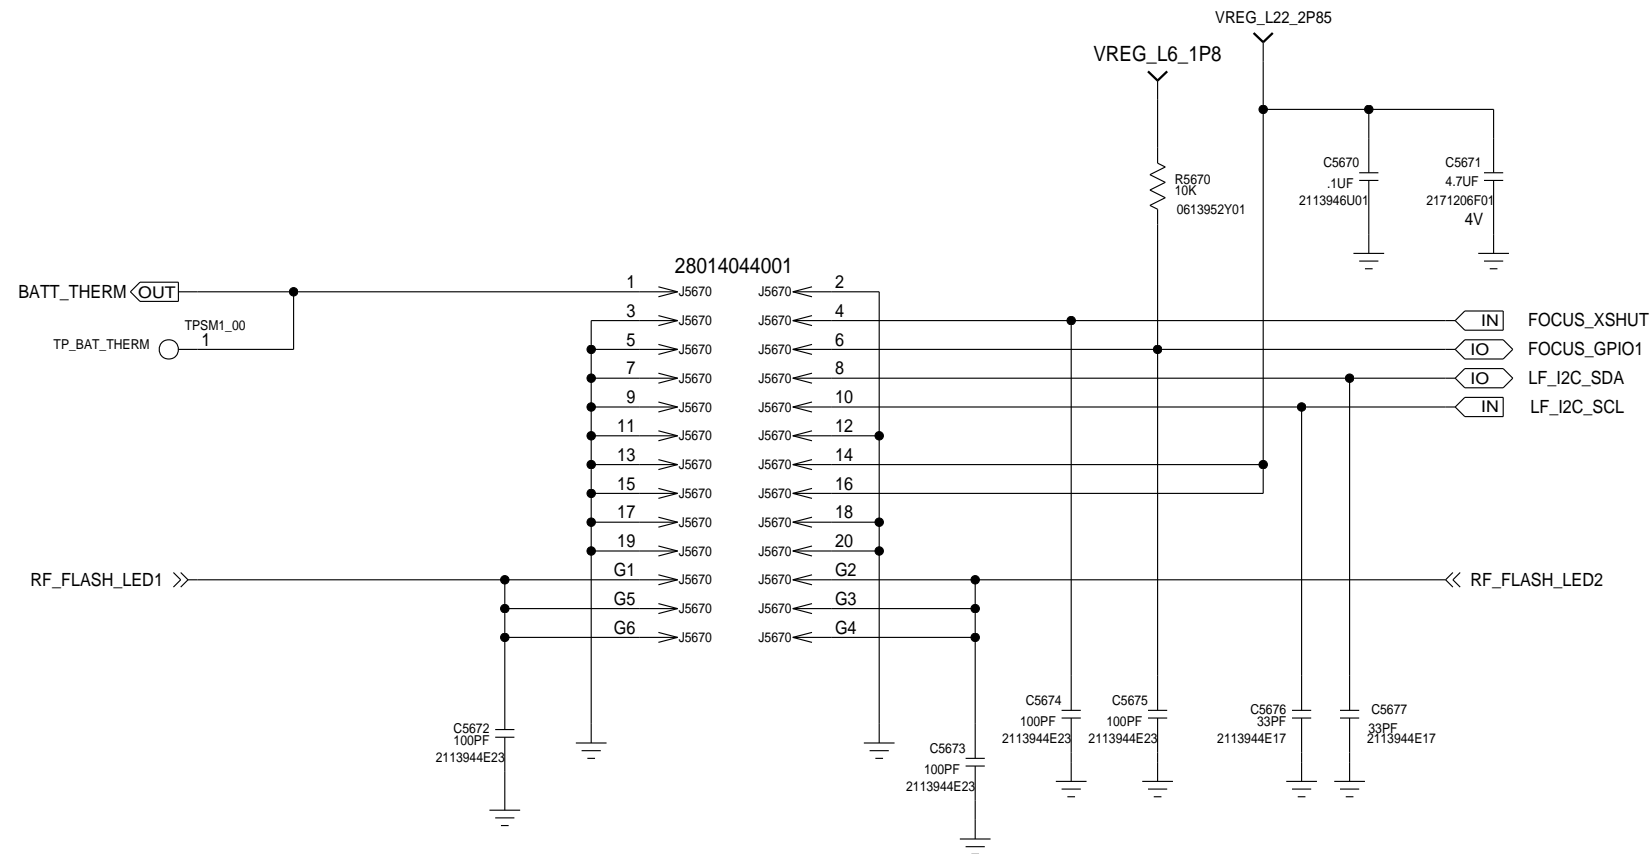 VREG_L22_2P85
VREG_L6_1P8
C5670
.1UF
2113946U01
C5671
4.7UF
2171206F01
4V
R5670
10K
0613952Y01
28014044001
BATT_THERM OUT 1 J5670 J5670 2
TPSM1_00
TP_BAT_THERM 1
3 J5670 J5670 4 IN FOCUS_XSHUT
5 J5670 J5670 6 IO FOCUS_GPIO1
7 J5670 J5670 8 IO LF_I2C_SDA
9 J5670 J5670 10 IN LF_I2C_SCL
11 J5670 J5670 12
13 J5670 J5670 14
15 J5670 J5670 16
17 J5670 J5670 18
19 J5670 J5670 20
RF_FLASH_LED1 G1 J5670 J5670 G2 RF_FLASH_LED2
G5 J5670 J5670 G3
G6 J5670 J5670 G4
C5672
100PF
2113944E23
C5673
100PF
2113944E23
C5674
100PF
2113944E23
C5675
100PF
2113944E23
C5676
33PF
2113944E17
C5677
33PF
2113944E17